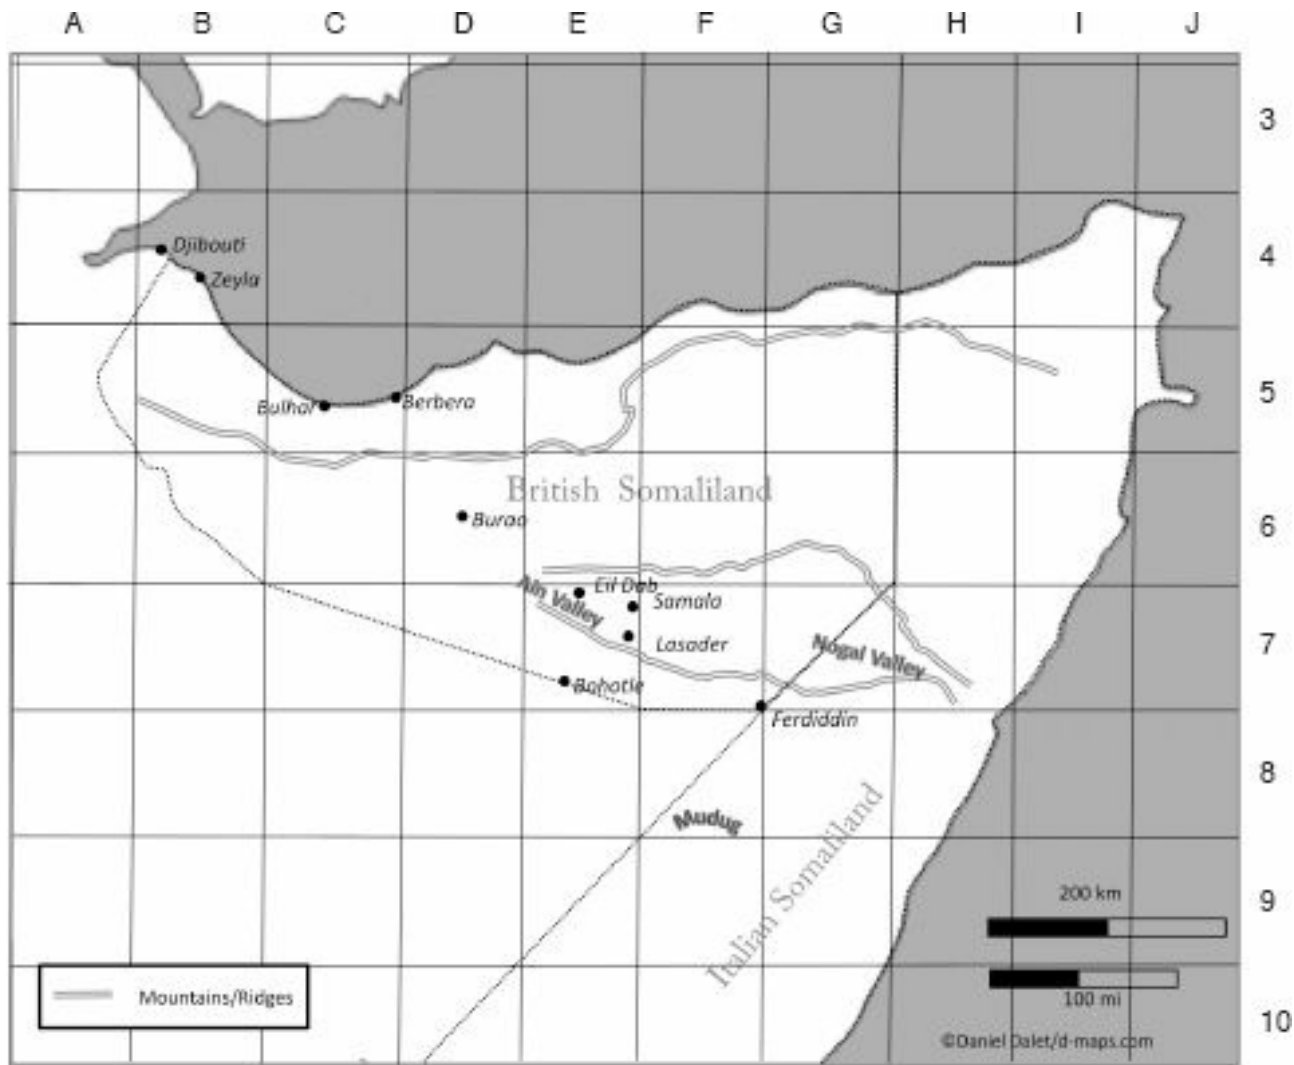 A B C D E F G H I J
3
Djibouti
4
Zeyla
5
Bulhar
Berbera
British Somaliland
Burao
6
Ain Valley
Eil Dab
Samala
Lasader
7
Nogal Valley
Bohotle
Ferdiddin
8
Mudug
Italian Somaliland
200 km
9
Mountains/Ridges
100 mi
10
©Daniel Dalet/d-maps.com